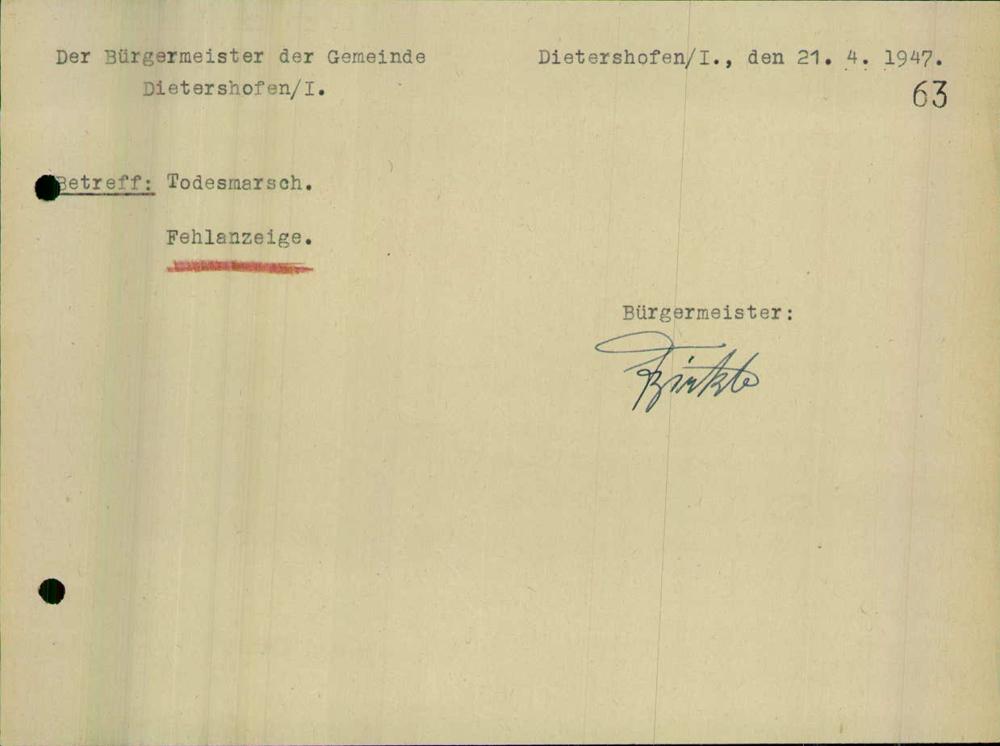 Der Bürgermeister der Gemeinde
Dietershofen/I.
Dietershofen/I., den 21. 4. 1947.
63
Betreff: Todesmarsch.
Fehlanzeige.
Bürgermeister: